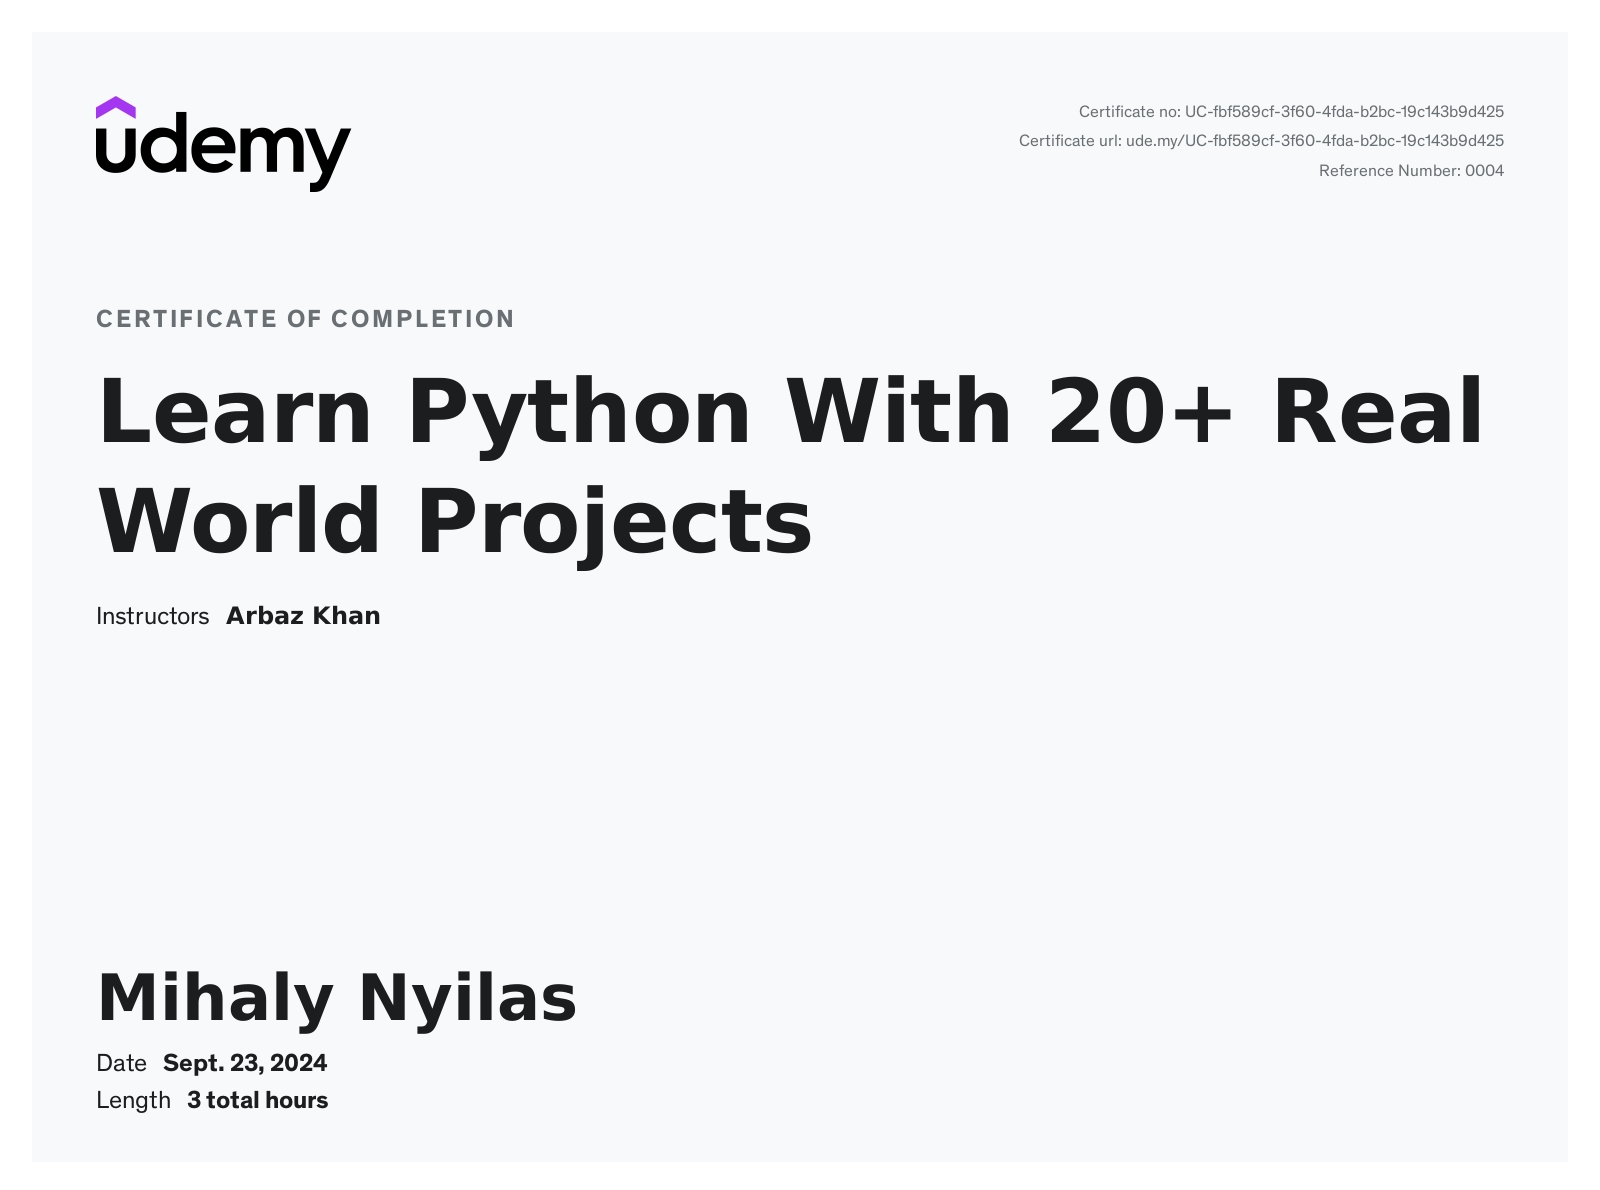 udemy
Certificate no: UC-fbf589cf-3f60-4fda-b2bc-19c143b9d425
Certificate url: ude.my/UC-fbf589cf-3f60-4fda-b2bc-19c143b9d425
Reference Number: 0004
CERTIFICATE OF COMPLETION
Learn Python With 20+ Real
World Projects
Instructors Arbaz Khan
Mihaly Nyilas
Date Sept. 23, 2024
Length 3 total hours